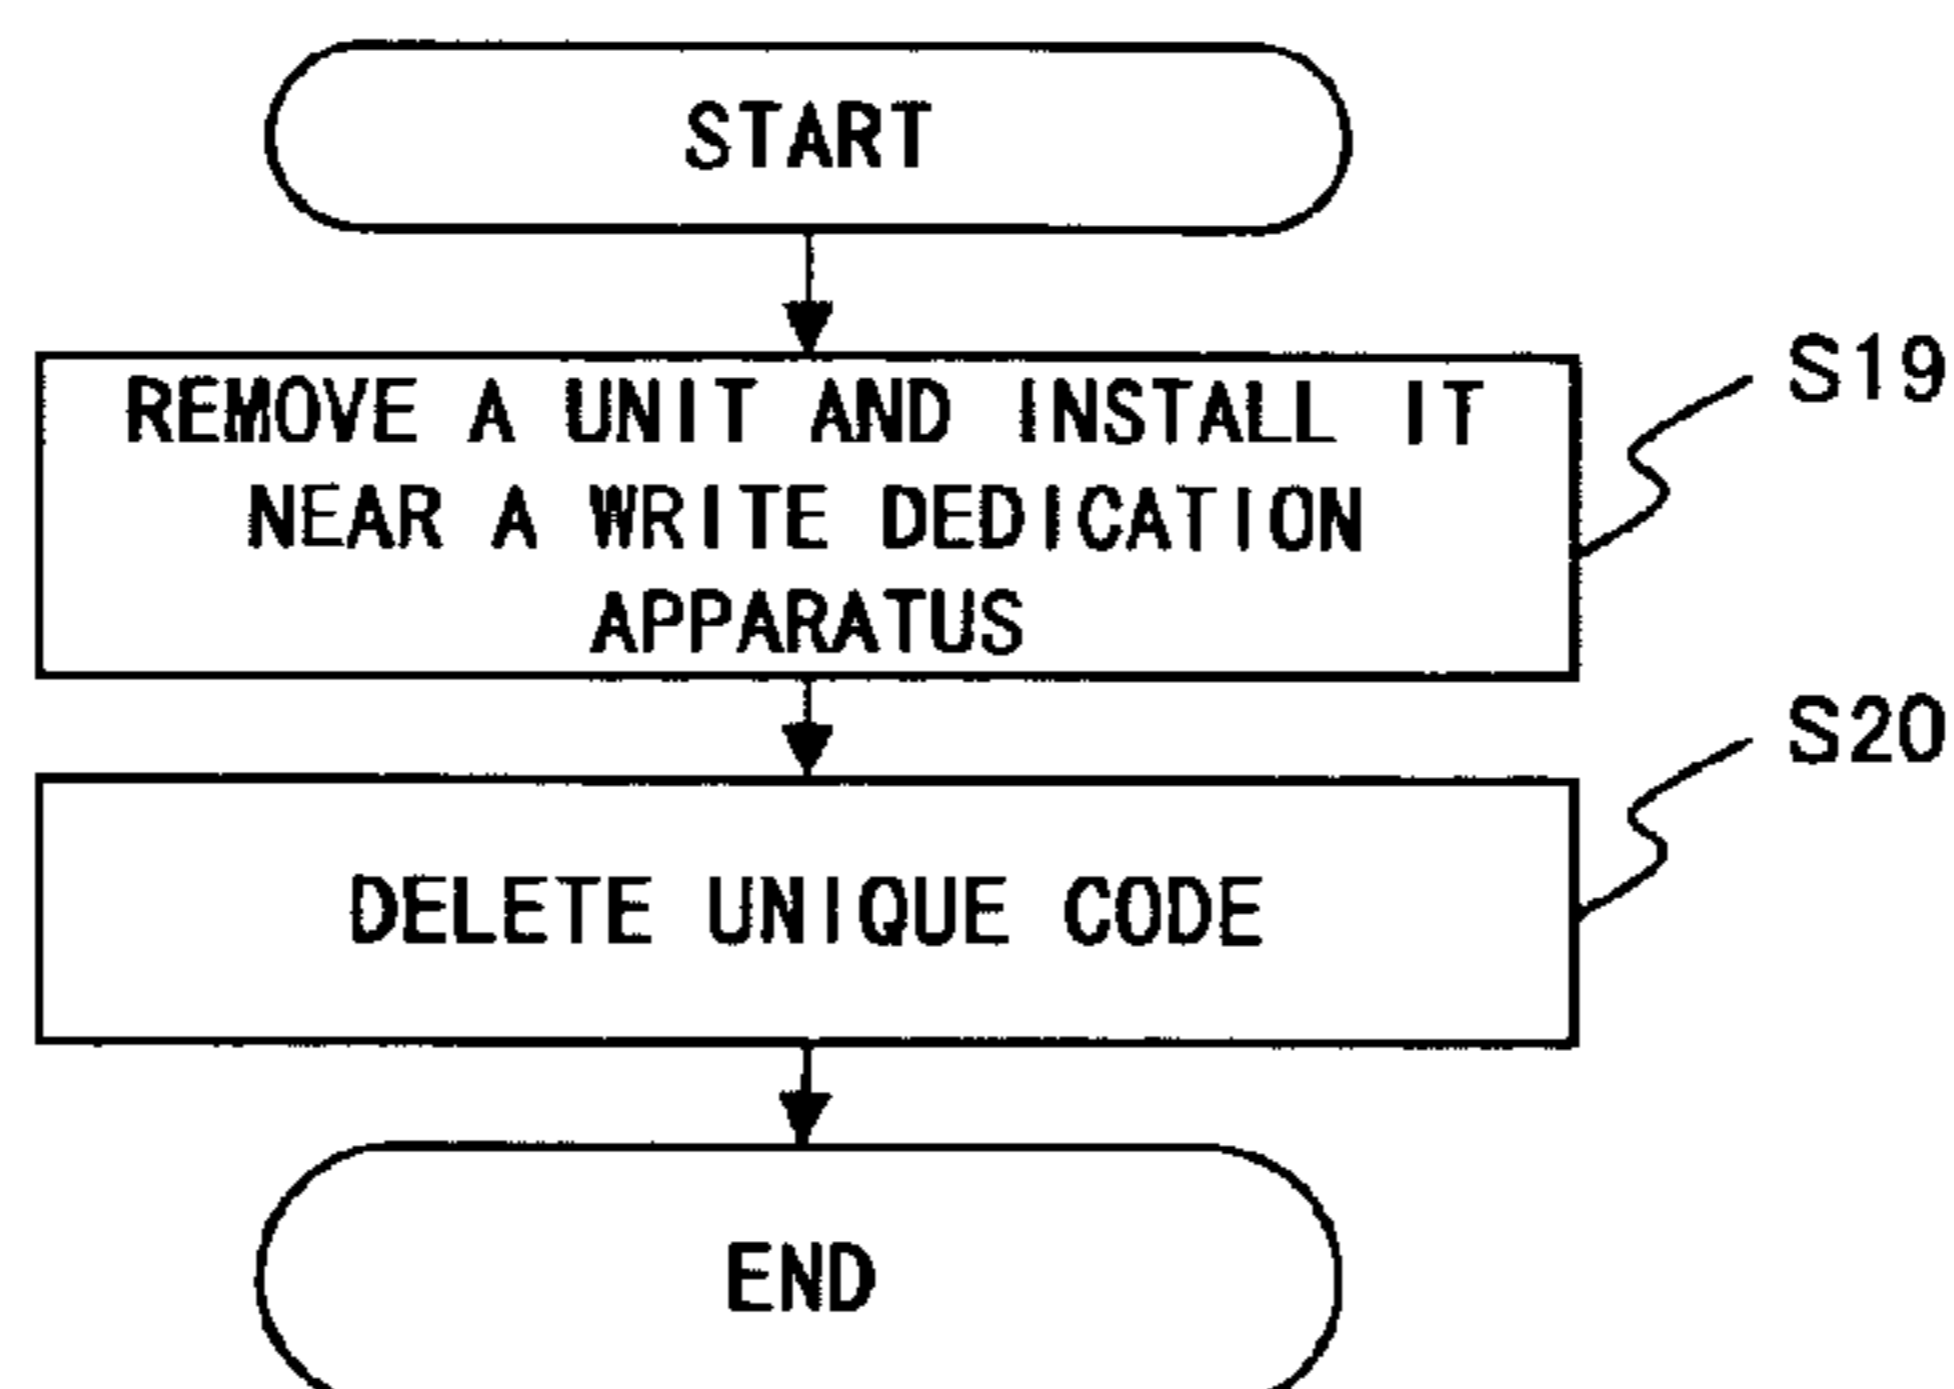 START
S19
REMOVE A UNIT AND INSTALL IT
NEAR A WRITE DEDICATION
APPARATUS
S20
DELETE UNIQUE CODE
END